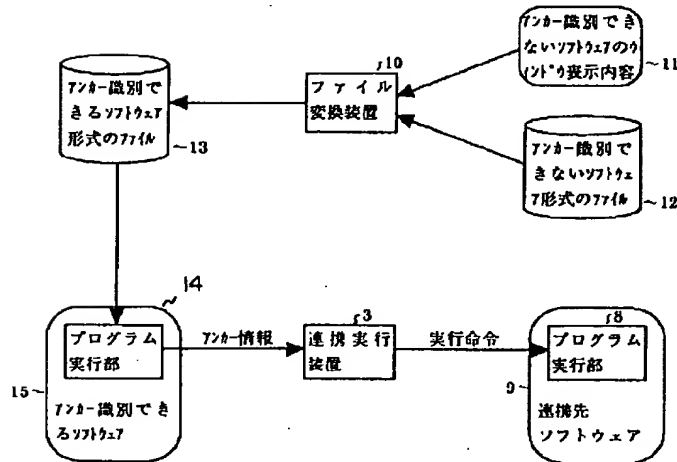 アンカー識別でき
ないソフトウェアのウ
ィンドウ表示内容
11
10
ファイル
変換装置
アンカー識別で
きるソフトウェア
形式のファイル
13
アンカー識別で
きないソフトウェ
ア形式のファイル
12
14
プログラム
実行部
15
アンカー識別でき
るソフトウェア
アンカー情報
3
連携実行
装置
実行命令
8
プログラム
実行部
9
連携先
ソフトウェア